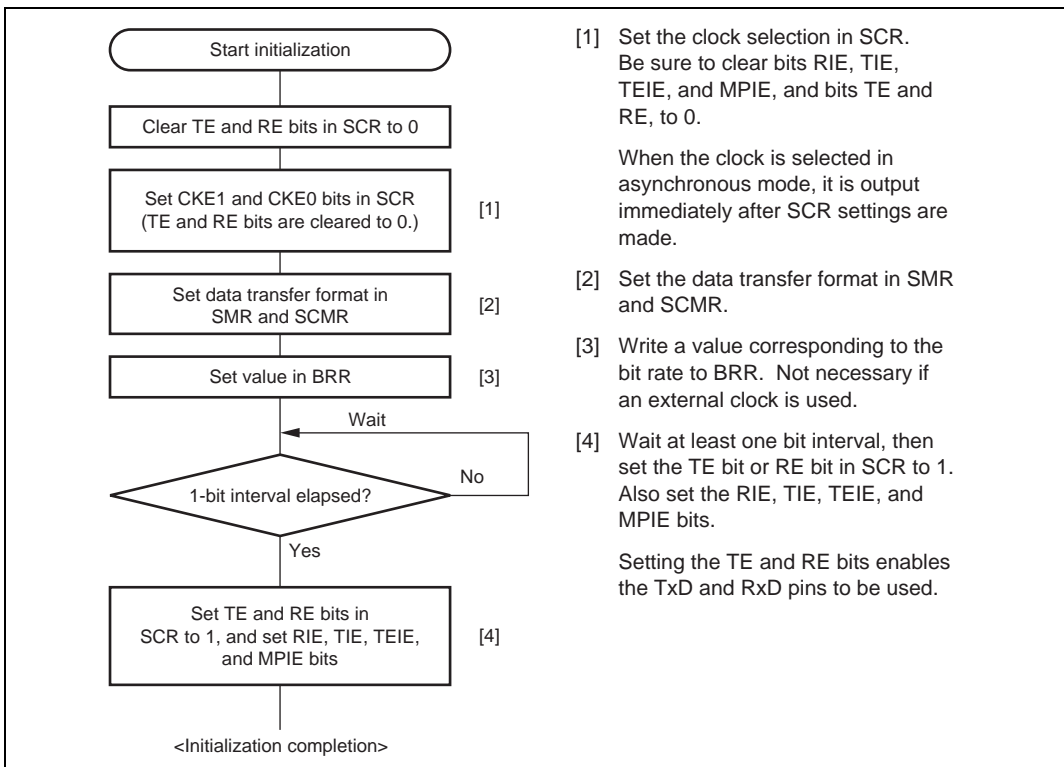 Start initialization
Clear TE and RE bits in SCR to 0
Set CKE1 and CKE0 bits in SCR
(TE and RE bits are cleared to 0.)
[1]
Set data transfer format in
SMR and SCMR
[2]
Set value in BRR
[3]
Wait
1-bit interval elapsed?
No
Yes
Set TE and RE bits in
SCR to 1, and set RIE, TIE, TEIE,
and MPIE bits
[4]
<Initialization completion>
[1] Set the clock selection in SCR.
Be sure to clear bits RIE, TIE,
TEIE, and MPIE, and bits TE and
RE, to 0.
When the clock is selected in
asynchronous mode, it is output
immediately after SCR settings are
made.
[2] Set the data transfer format in SMR
and SCMR.
[3] Write a value corresponding to the
bit rate to BRR. Not necessary if
an external clock is used.
[4] Wait at least one bit interval, then
set the TE bit or RE bit in SCR to 1.
Also set the RIE, TIE, TEIE, and
MPIE bits.
Setting the TE and RE bits enables
the TxD and RxD pins to be used.